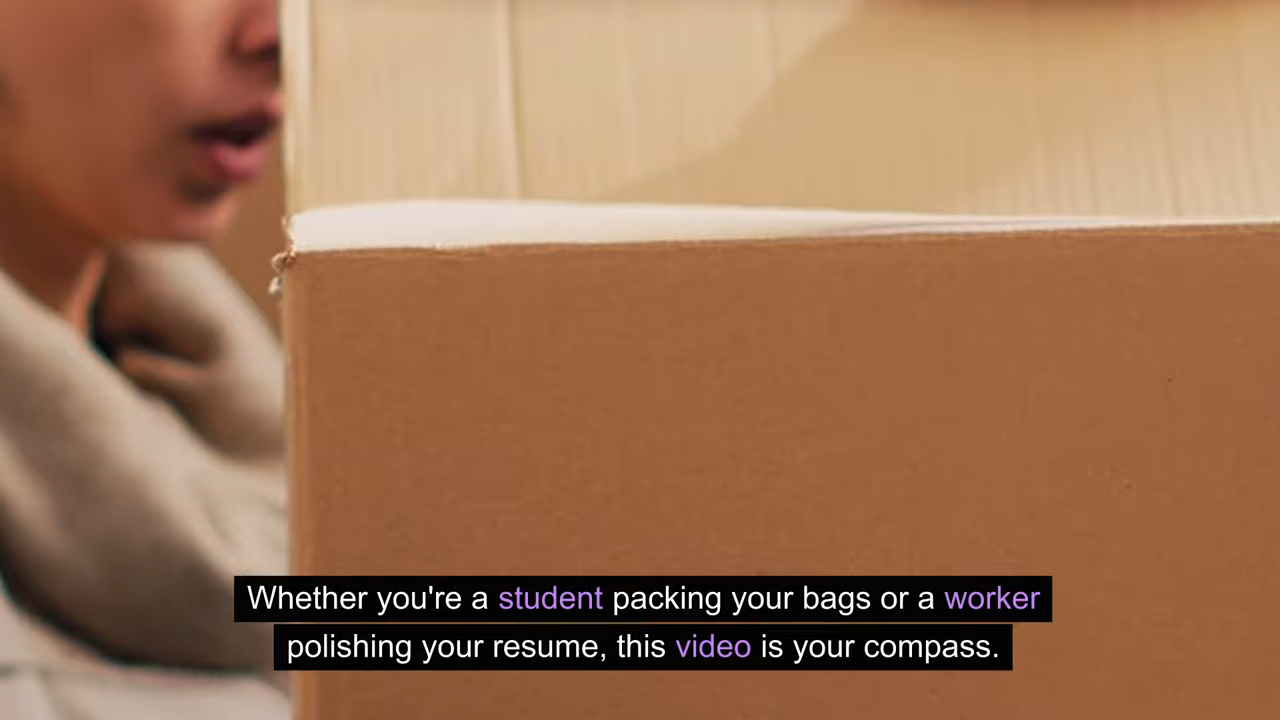 Whether you're a student packing your bags or a worker
polishing your resume, this video is your compass.